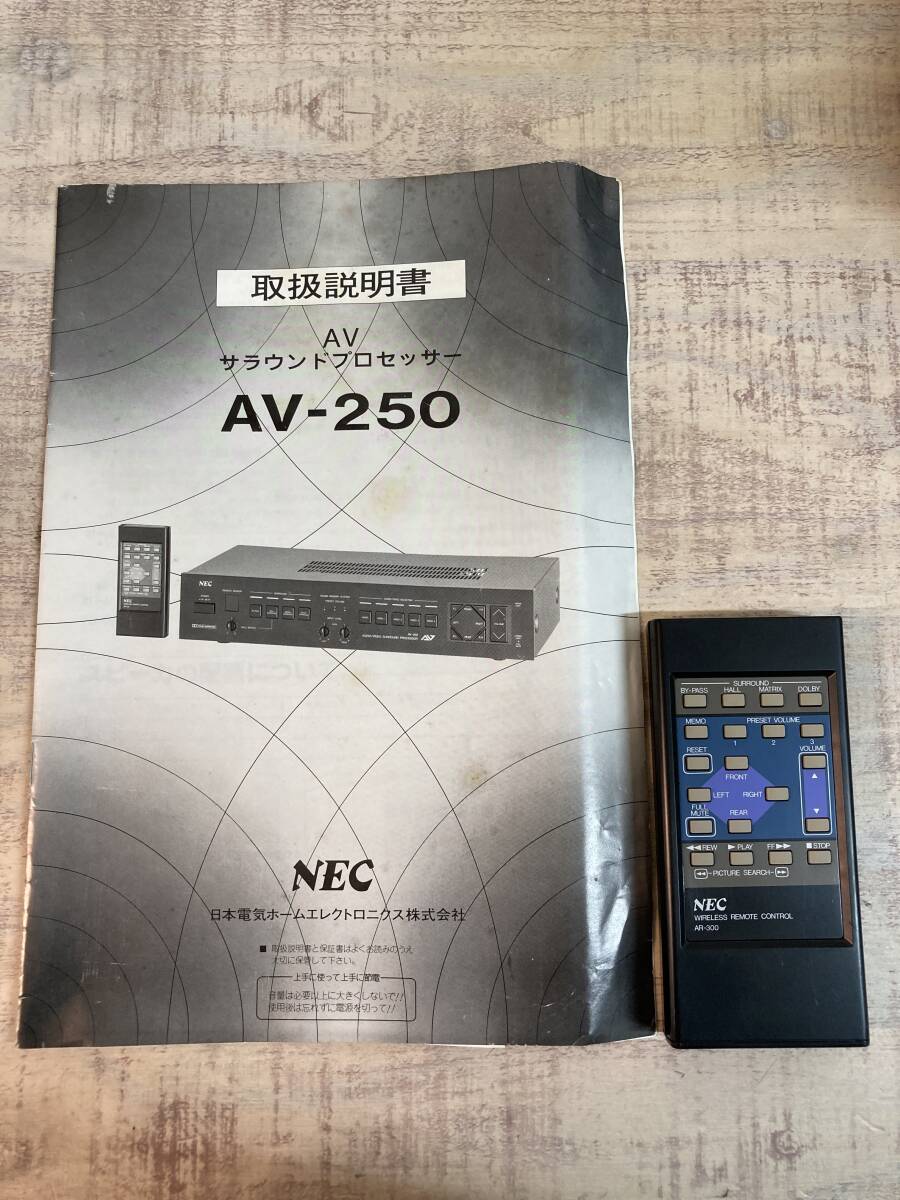 取扱説明書
AV
サラウンドプロセッサー
AV-250
NEC
NEC
日本電気ホームエレクトロニクス株式会社
■ 取扱説明書と保証書はよくお読みのうえ
大切に保管して下さい。
上手に使って上手に節電
音量は必要以上に大きくしないで!!
使用後は忘れずに電源を切って!!
SURROUND
BY-PASS HALL MATRIX DOLBY
MEMO PRESET VOLUME
1 2 3
RESET VOLUME
FRONT
LEFT RIGHT
FULL
MUTE REAR
◀◀REW ▶PLAY FF▶▶ ■STOP
◀◀-PICTURE SEARCH-▶▶
NEC
WIRELESS REMOTE CONTROL
AR-300